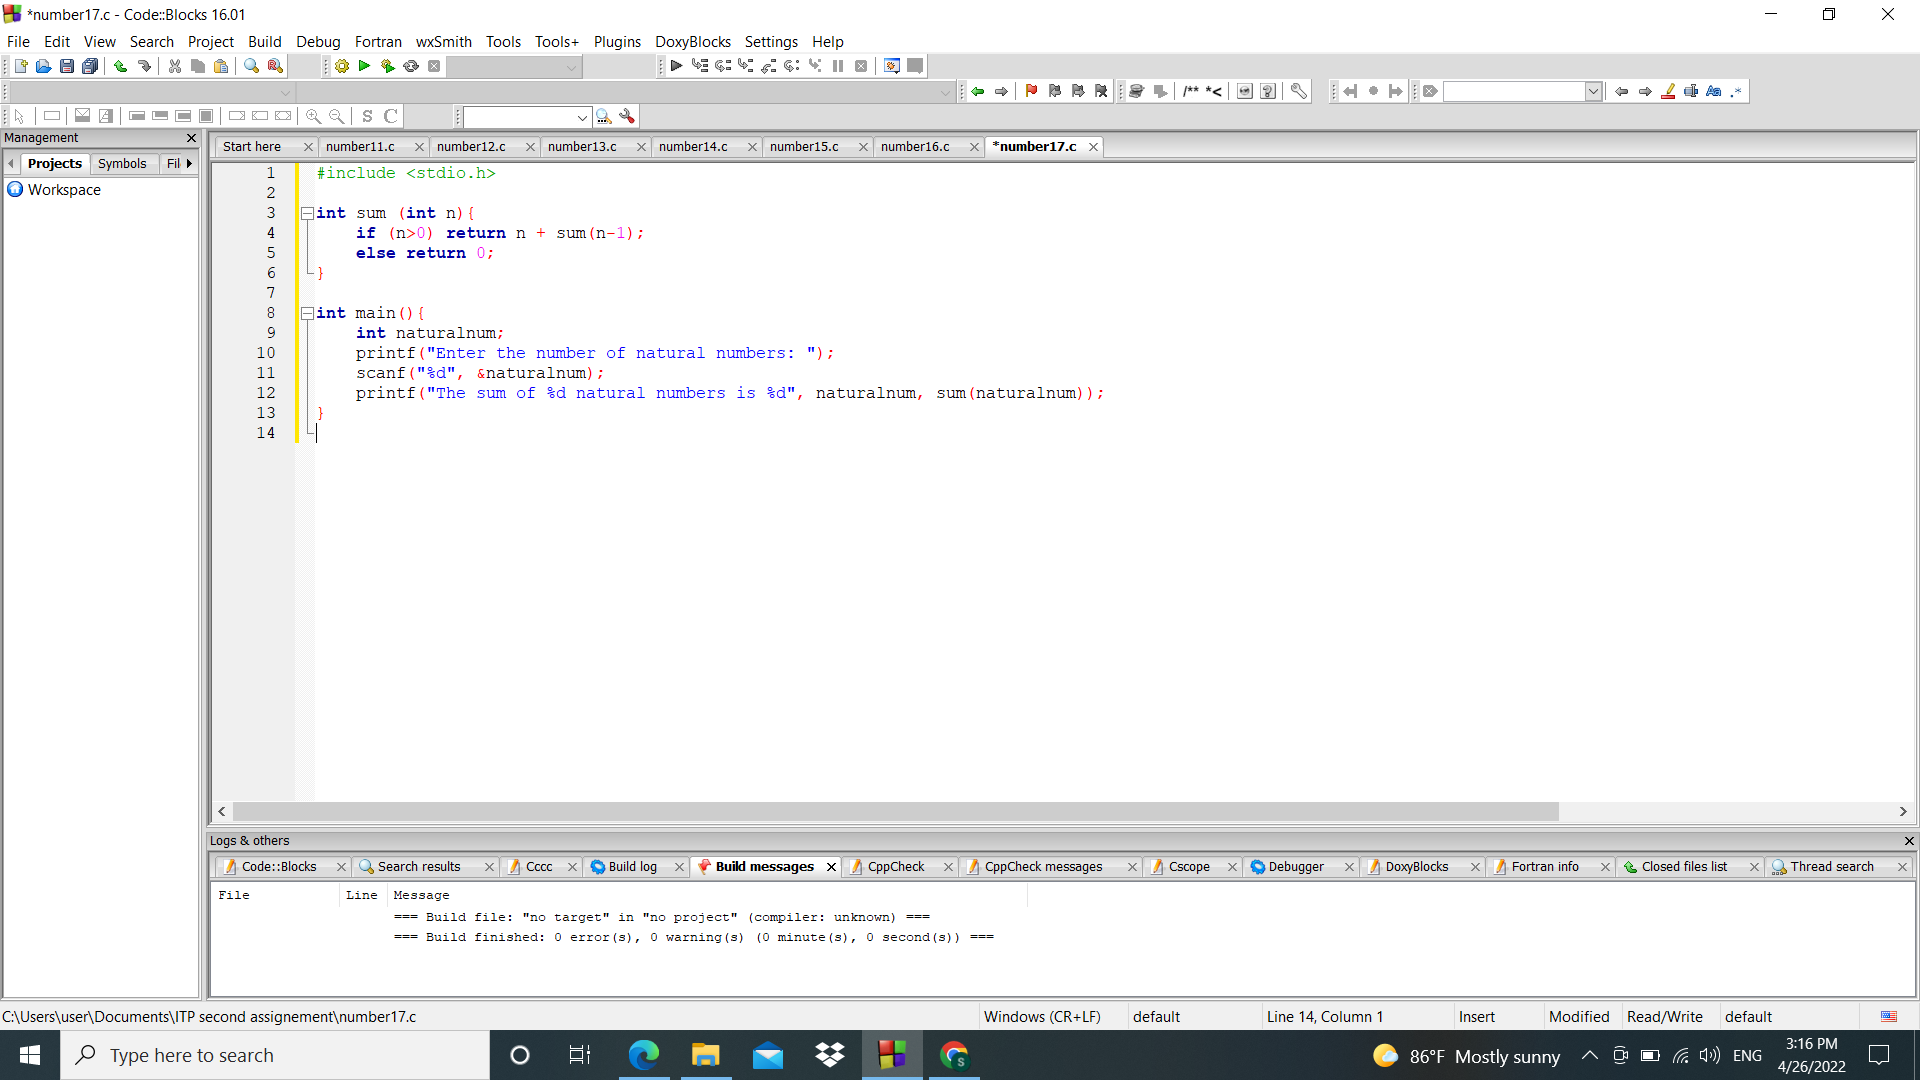 *number17.c - Code::Blocks 16.01
File Edit View Search Project Build Debug Fortran wxSmith Tools Tools+ Plugins DoxyBlocks Settings Help
/** *<
Aa .*
S C
Management
Start here number11.c number12.c number13.c number14.c number15.c number16.c *number17.c
Projects Symbols Fil
Workspace
1 #include <stdio.h>
2
3 int sum (int n){
4 if (n>0) return n + sum(n-1);
5 else return 0;
6 }
7
8 int main(){
9 int naturalnum;
10 printf("Enter the number of natural numbers: ");
11 scanf("%d", &naturalnum);
12 printf("The sum of %d natural numbers is %d", naturalnum, sum(naturalnum));
13 }
14
Logs & others
Code::Blocks Search results Cccc Build log Build messages CppCheck CppCheck messages Cscope Debugger DoxyBlocks Fortran info Closed files list Thread search
File Line Message
=== Build file: "no target" in "no project" (compiler: unknown) ===
=== Build finished: 0 error(s), 0 warning(s) (0 minute(s), 0 second(s)) ===
C:\Users\user\Documents\ITP second assignement\number17.c Windows (CR+LF) default Line 14, Column 1 Insert Modified Read/Write default
Type here to search 86°F Mostly sunny ENG 3:16 PM
4/26/2022